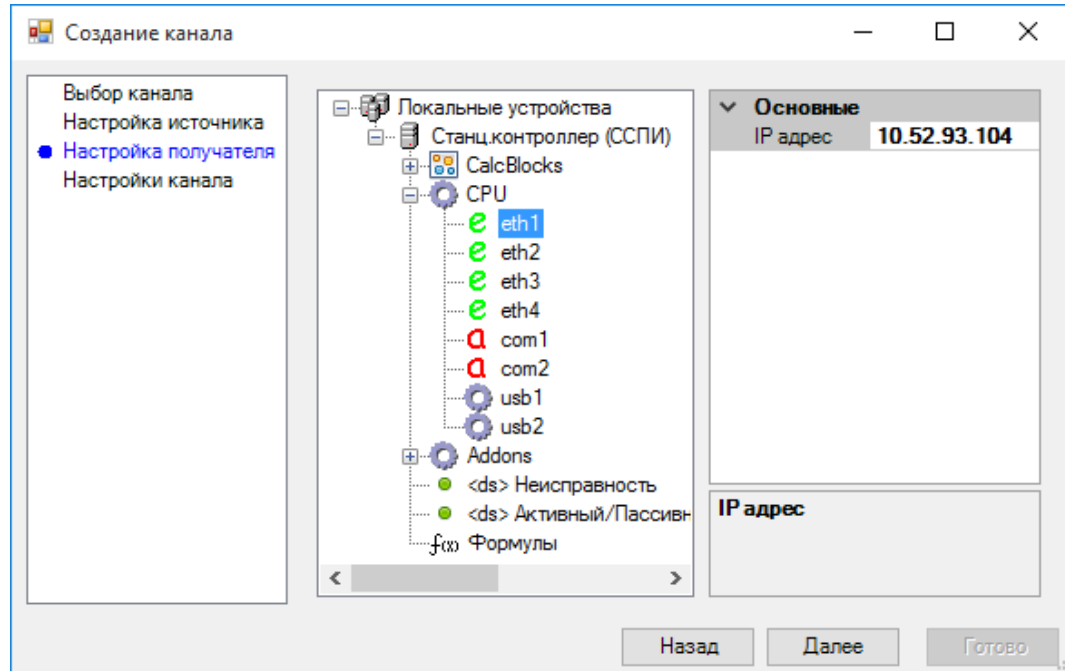 Создание канала
Выбор канала
Настройка источника
Настройка получателя
Настройки канала
Локальные устройства
Станц.контроллер (ССПИ)
CalcBlocks
CPU
eth1
eth2
eth3
eth4
com1
com2
usb1
usb2
Addons
<ds> Неисправность
<ds> Активный/Пассивн
f(x) Формулы
Основные
IP адрес 10.52.93.104
IP адрес
Назад Далее Готово